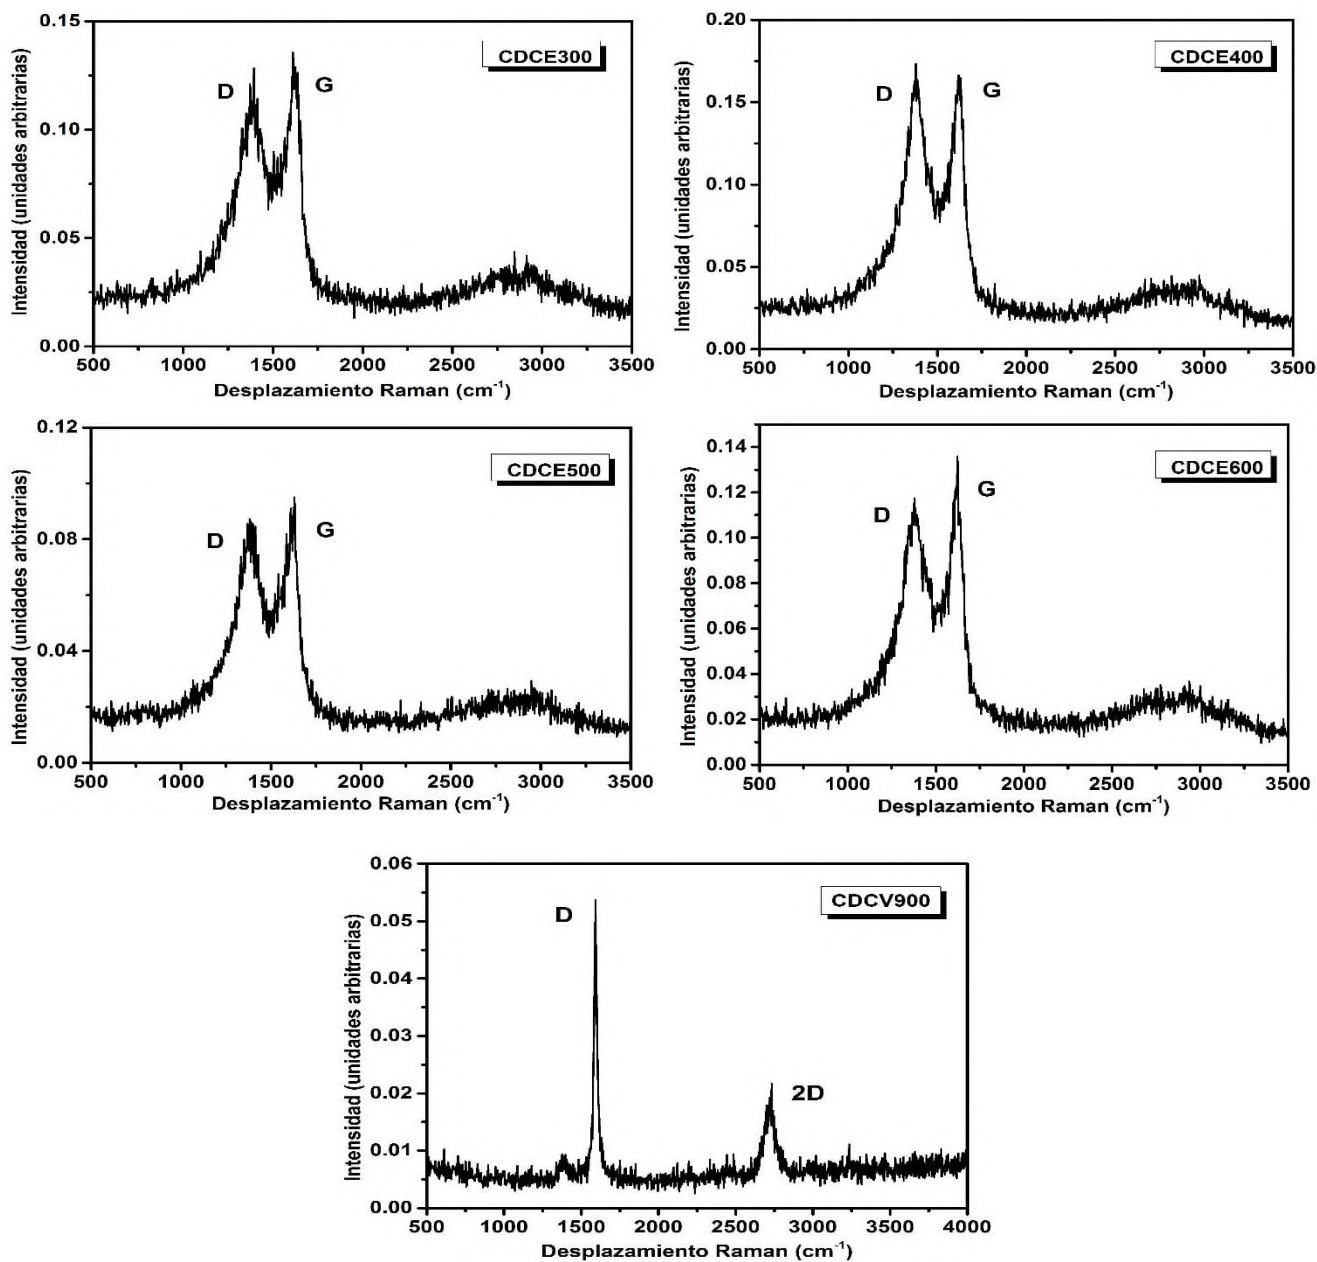 0.15
0.10
0.05
0.00
Intensidad (unidades arbitrarias)
D
G
CDCE300
500 1000 1500 2000 2500 3000 3500
Desplazamiento Raman (cm⁻¹)
0.20
0.15
0.10
0.05
0.00
Intensidad (unidades arbitrarias)
D
G
CDCE400
500 1000 1500 2000 2500 3000 3500
Desplazamiento Raman (cm⁻¹)
0.12
0.08
0.04
0.00
Intensidad (unidades arbitrarias)
D
G
CDCE500
500 1000 1500 2000 2500 3000 3500
Desplazamiento Raman (cm⁻¹)
0.14
0.12
0.10
0.08
0.06
0.04
0.02
0.00
Intensidad (unidades arbitrarias)
D
G
CDCE600
500 1000 1500 2000 2500 3000 3500
Desplazamiento Raman (cm⁻¹)
0.06
0.05
0.04
0.03
0.02
0.01
0.00
Intensidad (unidades arbitrarias)
D
2D
CDCV900
500 1000 1500 2000 2500 3000 3500 4000
Desplazamiento Raman (cm⁻¹)